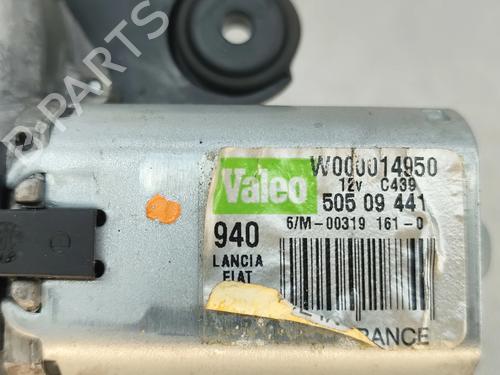 B-Parts
Valeo
W000014950
12v C439
505 09 441
940
6/M-00319 161-0
LANCIA
FIAT
FRANCE